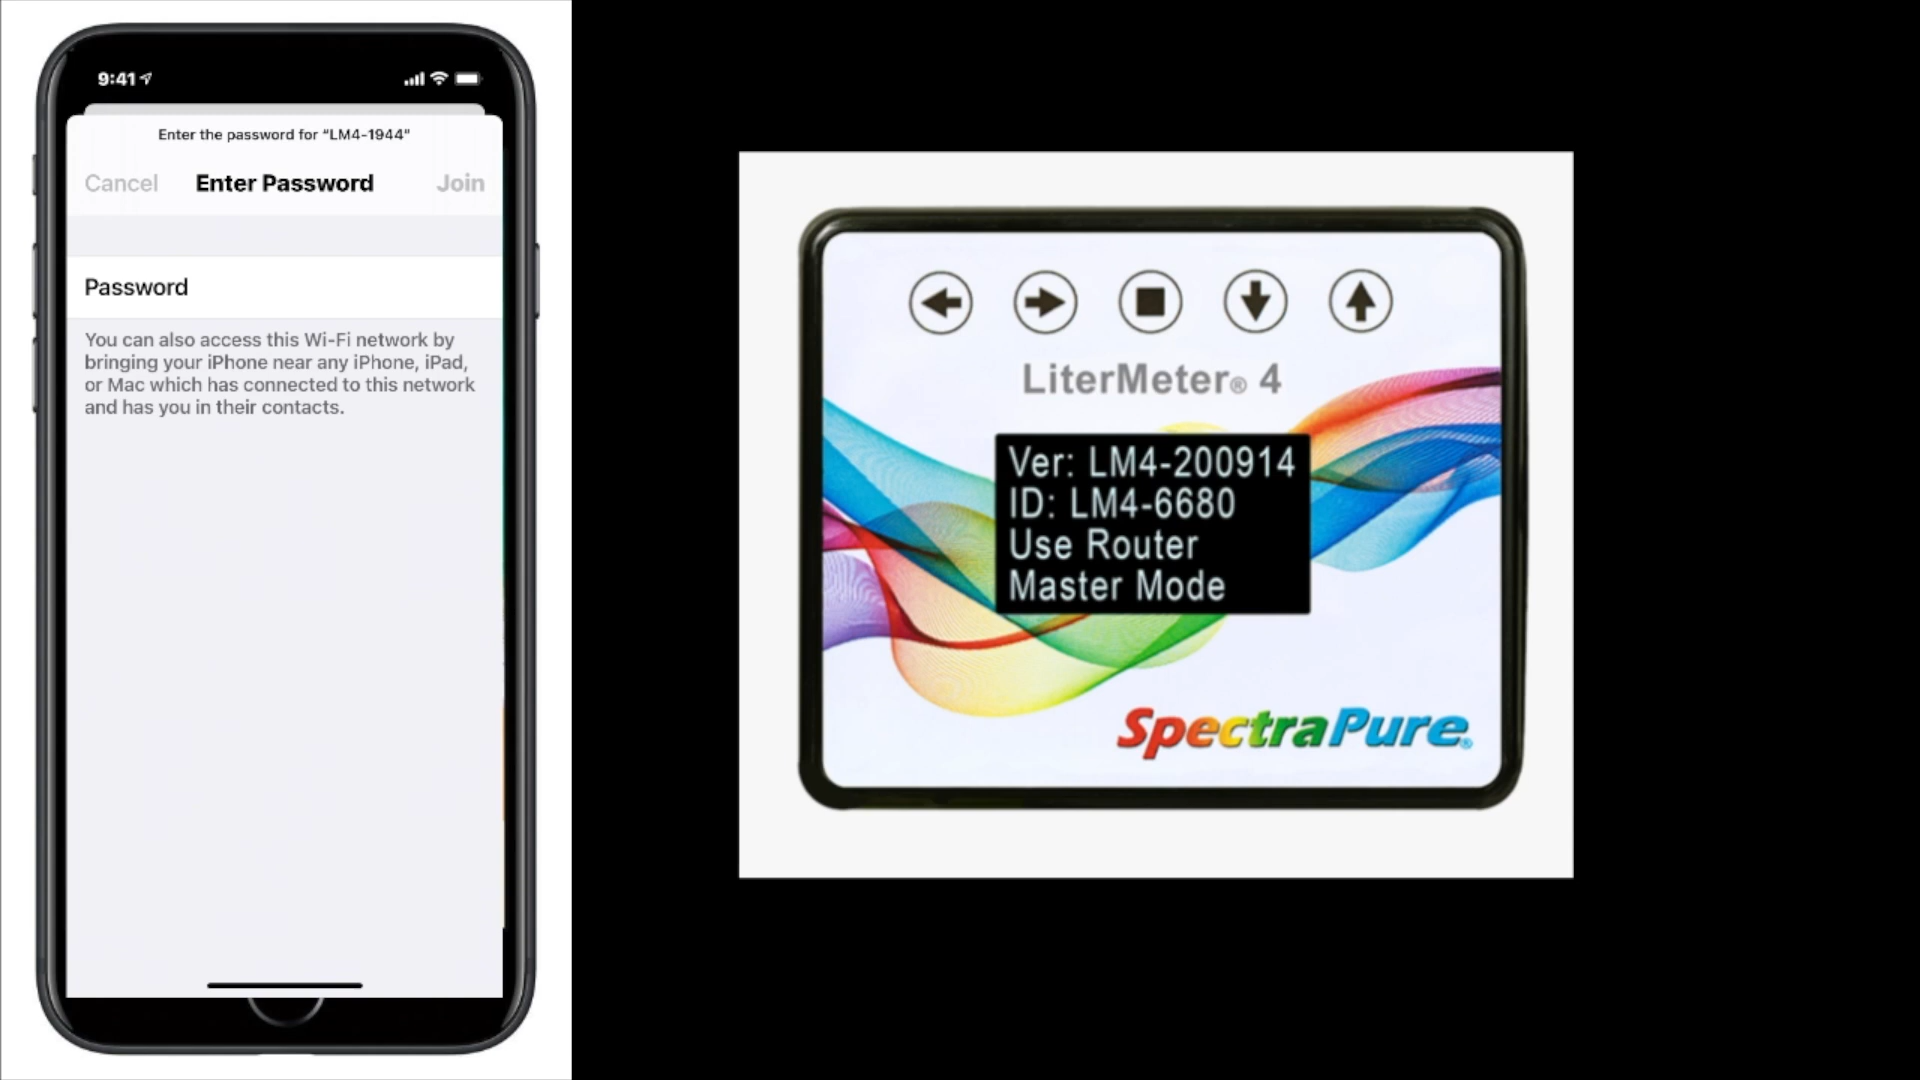 9:41
Enter the password for “LM4-1944”
Cancel
Enter Password
Join
Password
You can also access this Wi-Fi network by
bringing your iPhone near any iPhone, iPad,
or Mac which has connected to this network
and has you in their contacts.
LiterMeter® 4
Ver: LM4-200914
ID: LM4-6680
Use Router
Master Mode
SpectraPure®